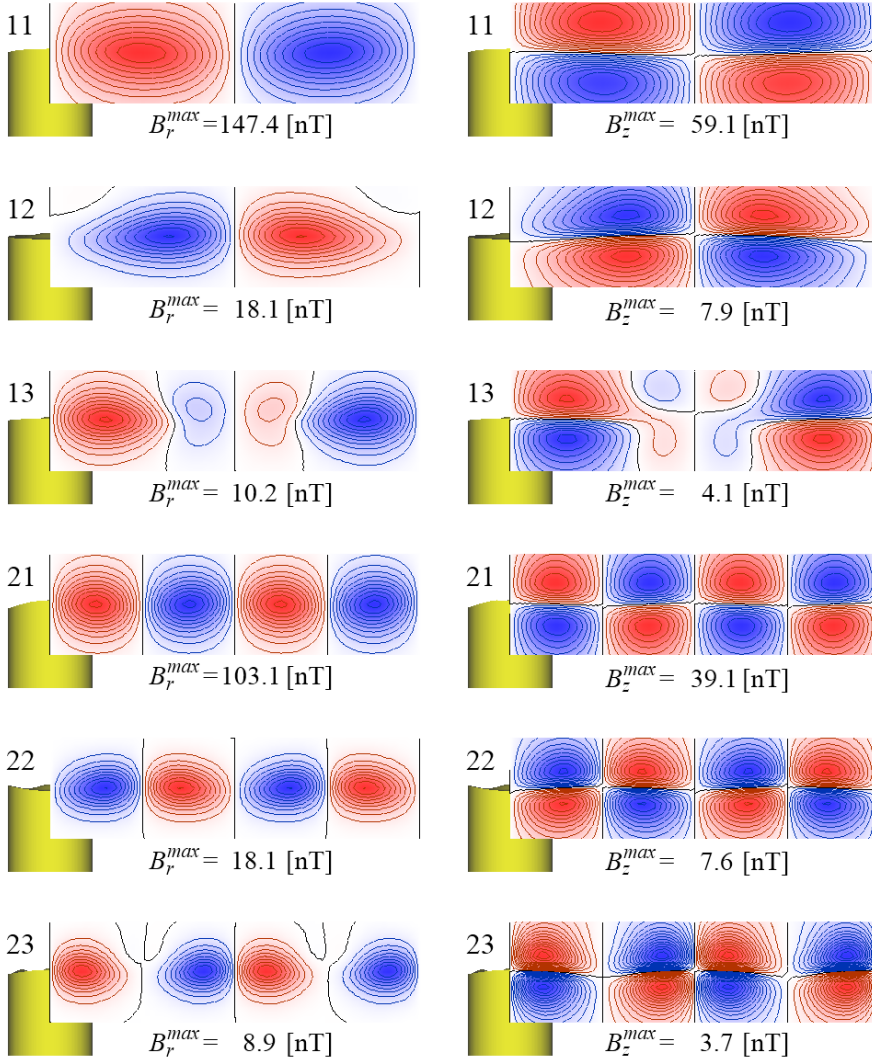 11 11
B_r^{max} = 147.4 [nT] B_z^{max} = 59.1 [nT]
12 12
B_r^{max} = 18.1 [nT] B_z^{max} = 7.9 [nT]
13 13
B_r^{max} = 10.2 [nT] B_z^{max} = 4.1 [nT]
21 21
B_r^{max} = 103.1 [nT] B_z^{max} = 39.1 [nT]
22 22
B_r^{max} = 18.1 [nT] B_z^{max} = 7.6 [nT]
23 23
B_r^{max} = 8.9 [nT] B_z^{max} = 3.7 [nT]